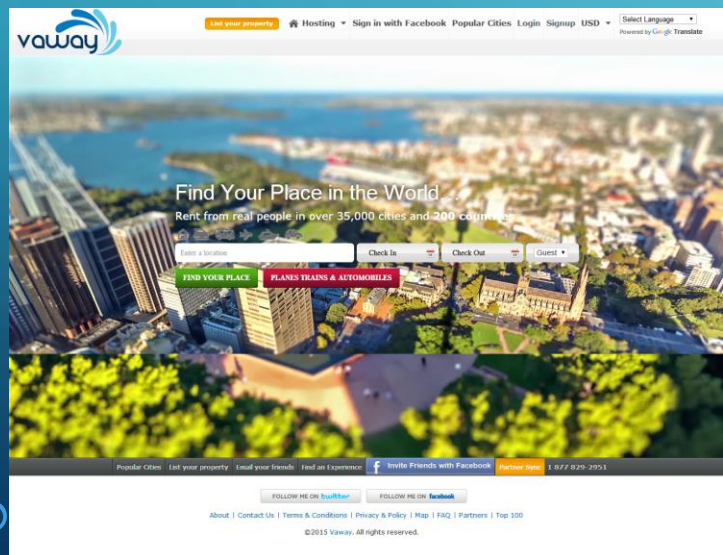 vaway
List your property Hosting Sign in with Facebook Popular Cities Login Signup USD Select Language
Powered by Google Translate
Find Your Place in the World...
Rent from real people in over 35,000 cities and 200 countries
Enter a location Check In Check Out Guest
FIND YOUR PLACE PLANES TRAINS & AUTOMOBILES
Popular Cities List your property Email your friends Find an Experience f Invite Friends with Facebook Partner Sync 1 877 829-2951
FOLLOW ME ON twitter FOLLOW ME ON facebook
About | Contact Us | Terms & Conditions | Privacy & Policy | Map | FAQ | Partners | Top 100
©2015 Vaway. All rights reserved.